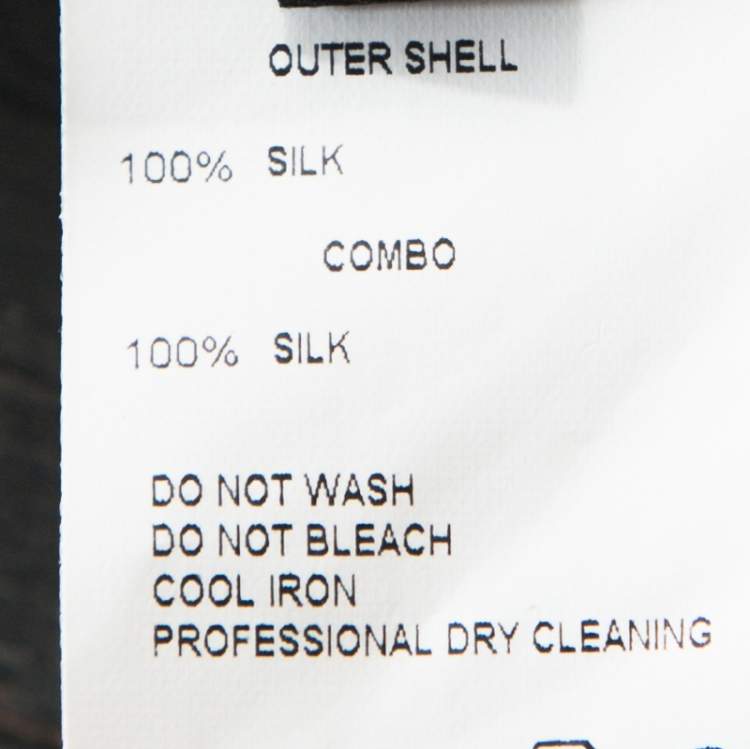 OUTER SHELL
100% SILK
COMBO
100% SILK
DO NOT WASH
DO NOT BLEACH
COOL IRON
PROFESSIONAL DRY CLEANING